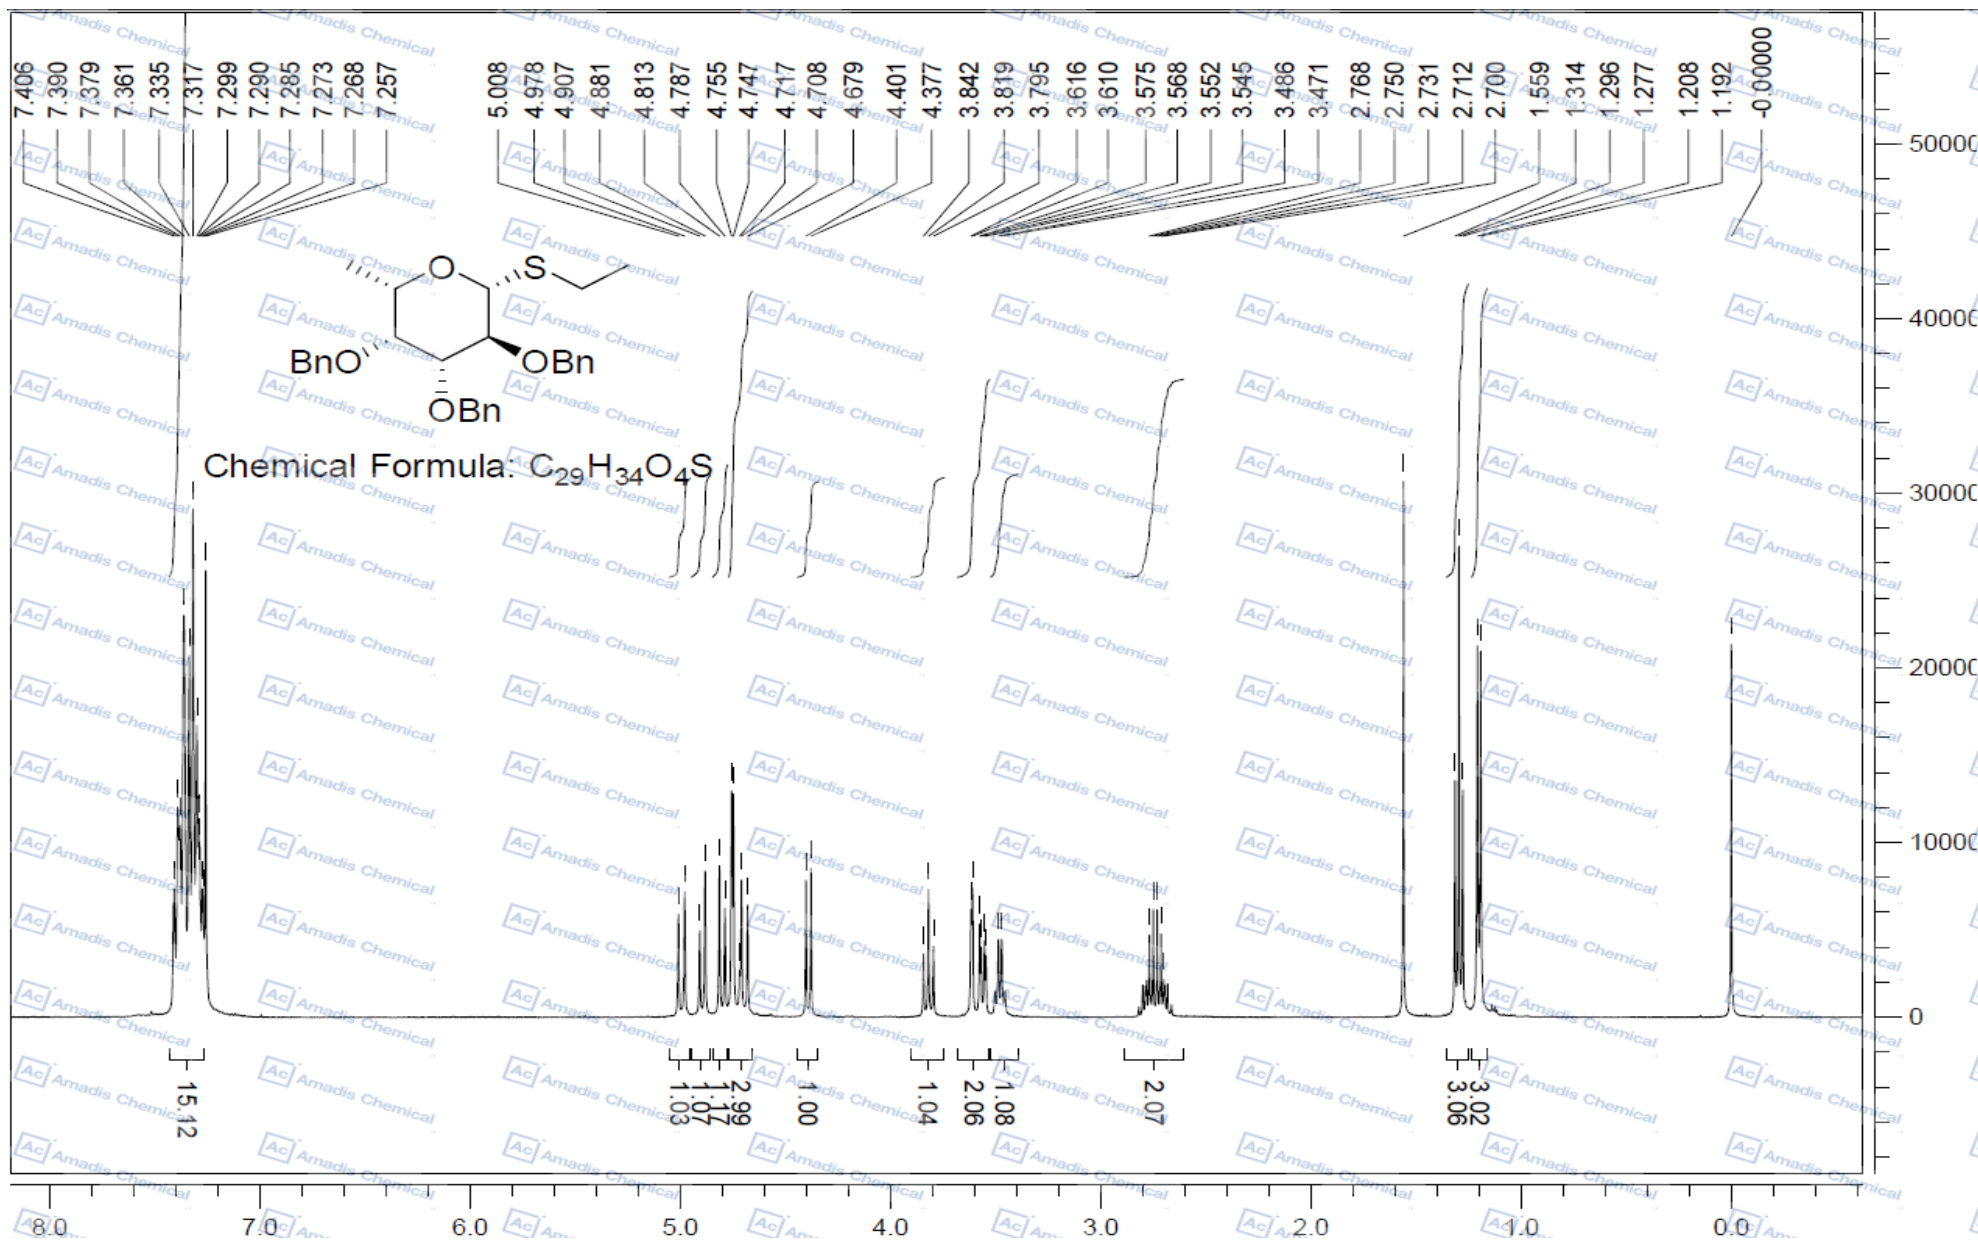 7.406 7.390 7.379 7.361 7.335 7.317 7.299 7.290 7.285 7.273 7.268 7.257 5.008 4.978 4.907 4.881 4.813 4.787 4.755 4.747 4.717 4.708 4.679 4.401 4.377 3.842 3.819 3.795 3.616 3.610 3.575 3.568 3.552 3.545 3.486 3.471 2.768 2.750 2.731 2.712 2.700 1.559 1.314 1.296 1.277 1.208 1.192 -0.00000
50000
40000
O
S
BnO
OBn
OBn
Chemical Formula: C29H34O4S
30000
20000
10000
0
15.12 1.03 1.07 1.17 2.99 1.00 1.04 2.06 1.08 2.07 3.06 3.02
8.0 7.0 6.0 5.0 4.0 3.0 2.0 1.0 0.0
Ac Amadis Chemical